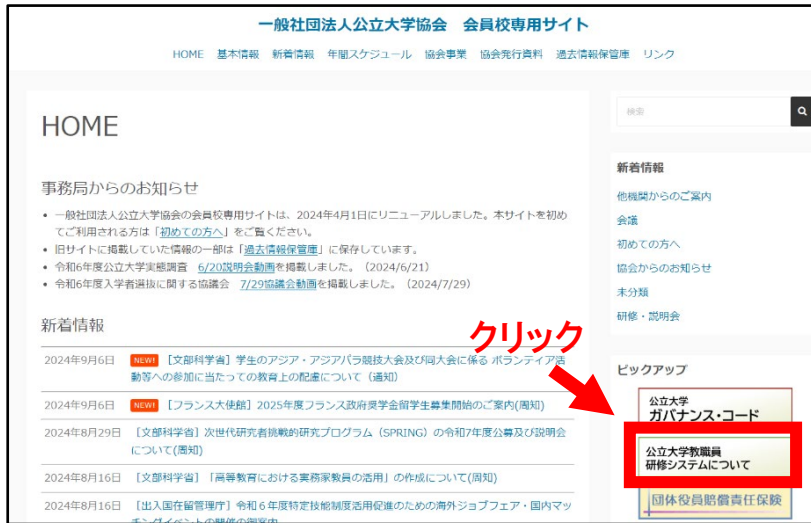 一般社団法人公立大学協会　会員校専用サイト
HOME 基本情報 新着情報 年間スケジュール 協会事業 協会発行資料 過去情報保管庫 リンク
HOME
事務局からのお知らせ
• 一般社団法人公立大学協会の会員校専用サイトは、2024年4月1日にリニューアルしました。本サイトを初め
てご利用される方は「初めての方へ」をご覧ください。
• 旧サイトに掲載していた情報の一部は「過去情報保管庫」に保存しています。
• 令和6年度公立大学実態調査　6/20説明会動画を掲載しました。（2024/6/21）
• 令和6年度入学者選抜に関する協議会　7/29協議会動画を掲載しました。（2024/7/29）
新着情報
2024年9月6日 NEW! ［文部科学省］学生のアジア・アジアパラ競技大会及び同大会に係る ボランティア活
動等への参加に当たっての教育上の配慮について（通知）
2024年9月6日 NEW! ［フランス大使館］2025年度フランス政府奨学金留学生募集開始のご案内(周知)
2024年8月29日 ［文部科学省］次世代研究者挑戦的研究プログラム（SPRING）の令和7年度公募及び説明会
について(周知)
2024年8月16日 ［文部科学省］「高等教育における実務家教員の活用」の作成について(周知)
2024年8月16日 ［出入国在留管理庁］令和６年度特定技能制度活用促進のための海外ジョブフェア・国内マッ
チングイベントの開催の御案内
検索
新着情報
他機関からのご案内
会議
初めての方へ
協会からのお知らせ
未分類
研修・説明会
クリック
ピックアップ
公立大学
ガバナンス・コード
公立大学教職員
研修システムについて
団体役員賠償責任保険